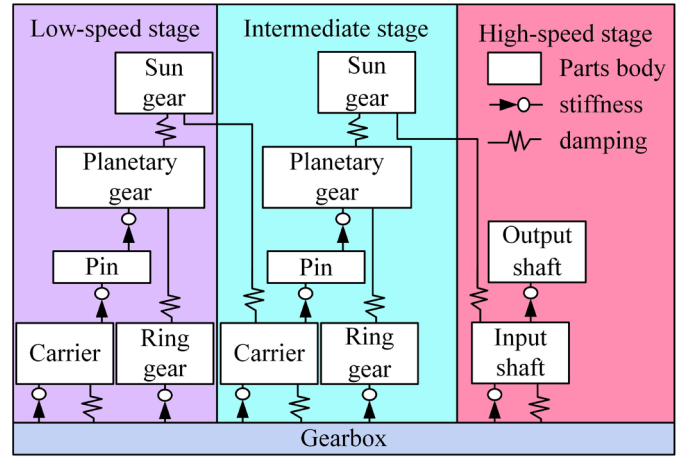 Low-speed stage
Sun
gear
Planetary
gear
Pin
Carrier
Ring
gear
Intermediate stage
Sun
gear
Planetary
gear
Pin
Carrier
Ring
gear
High-speed stage
Parts body
stiffness
damping
Output
shaft
Input
shaft
Gearbox